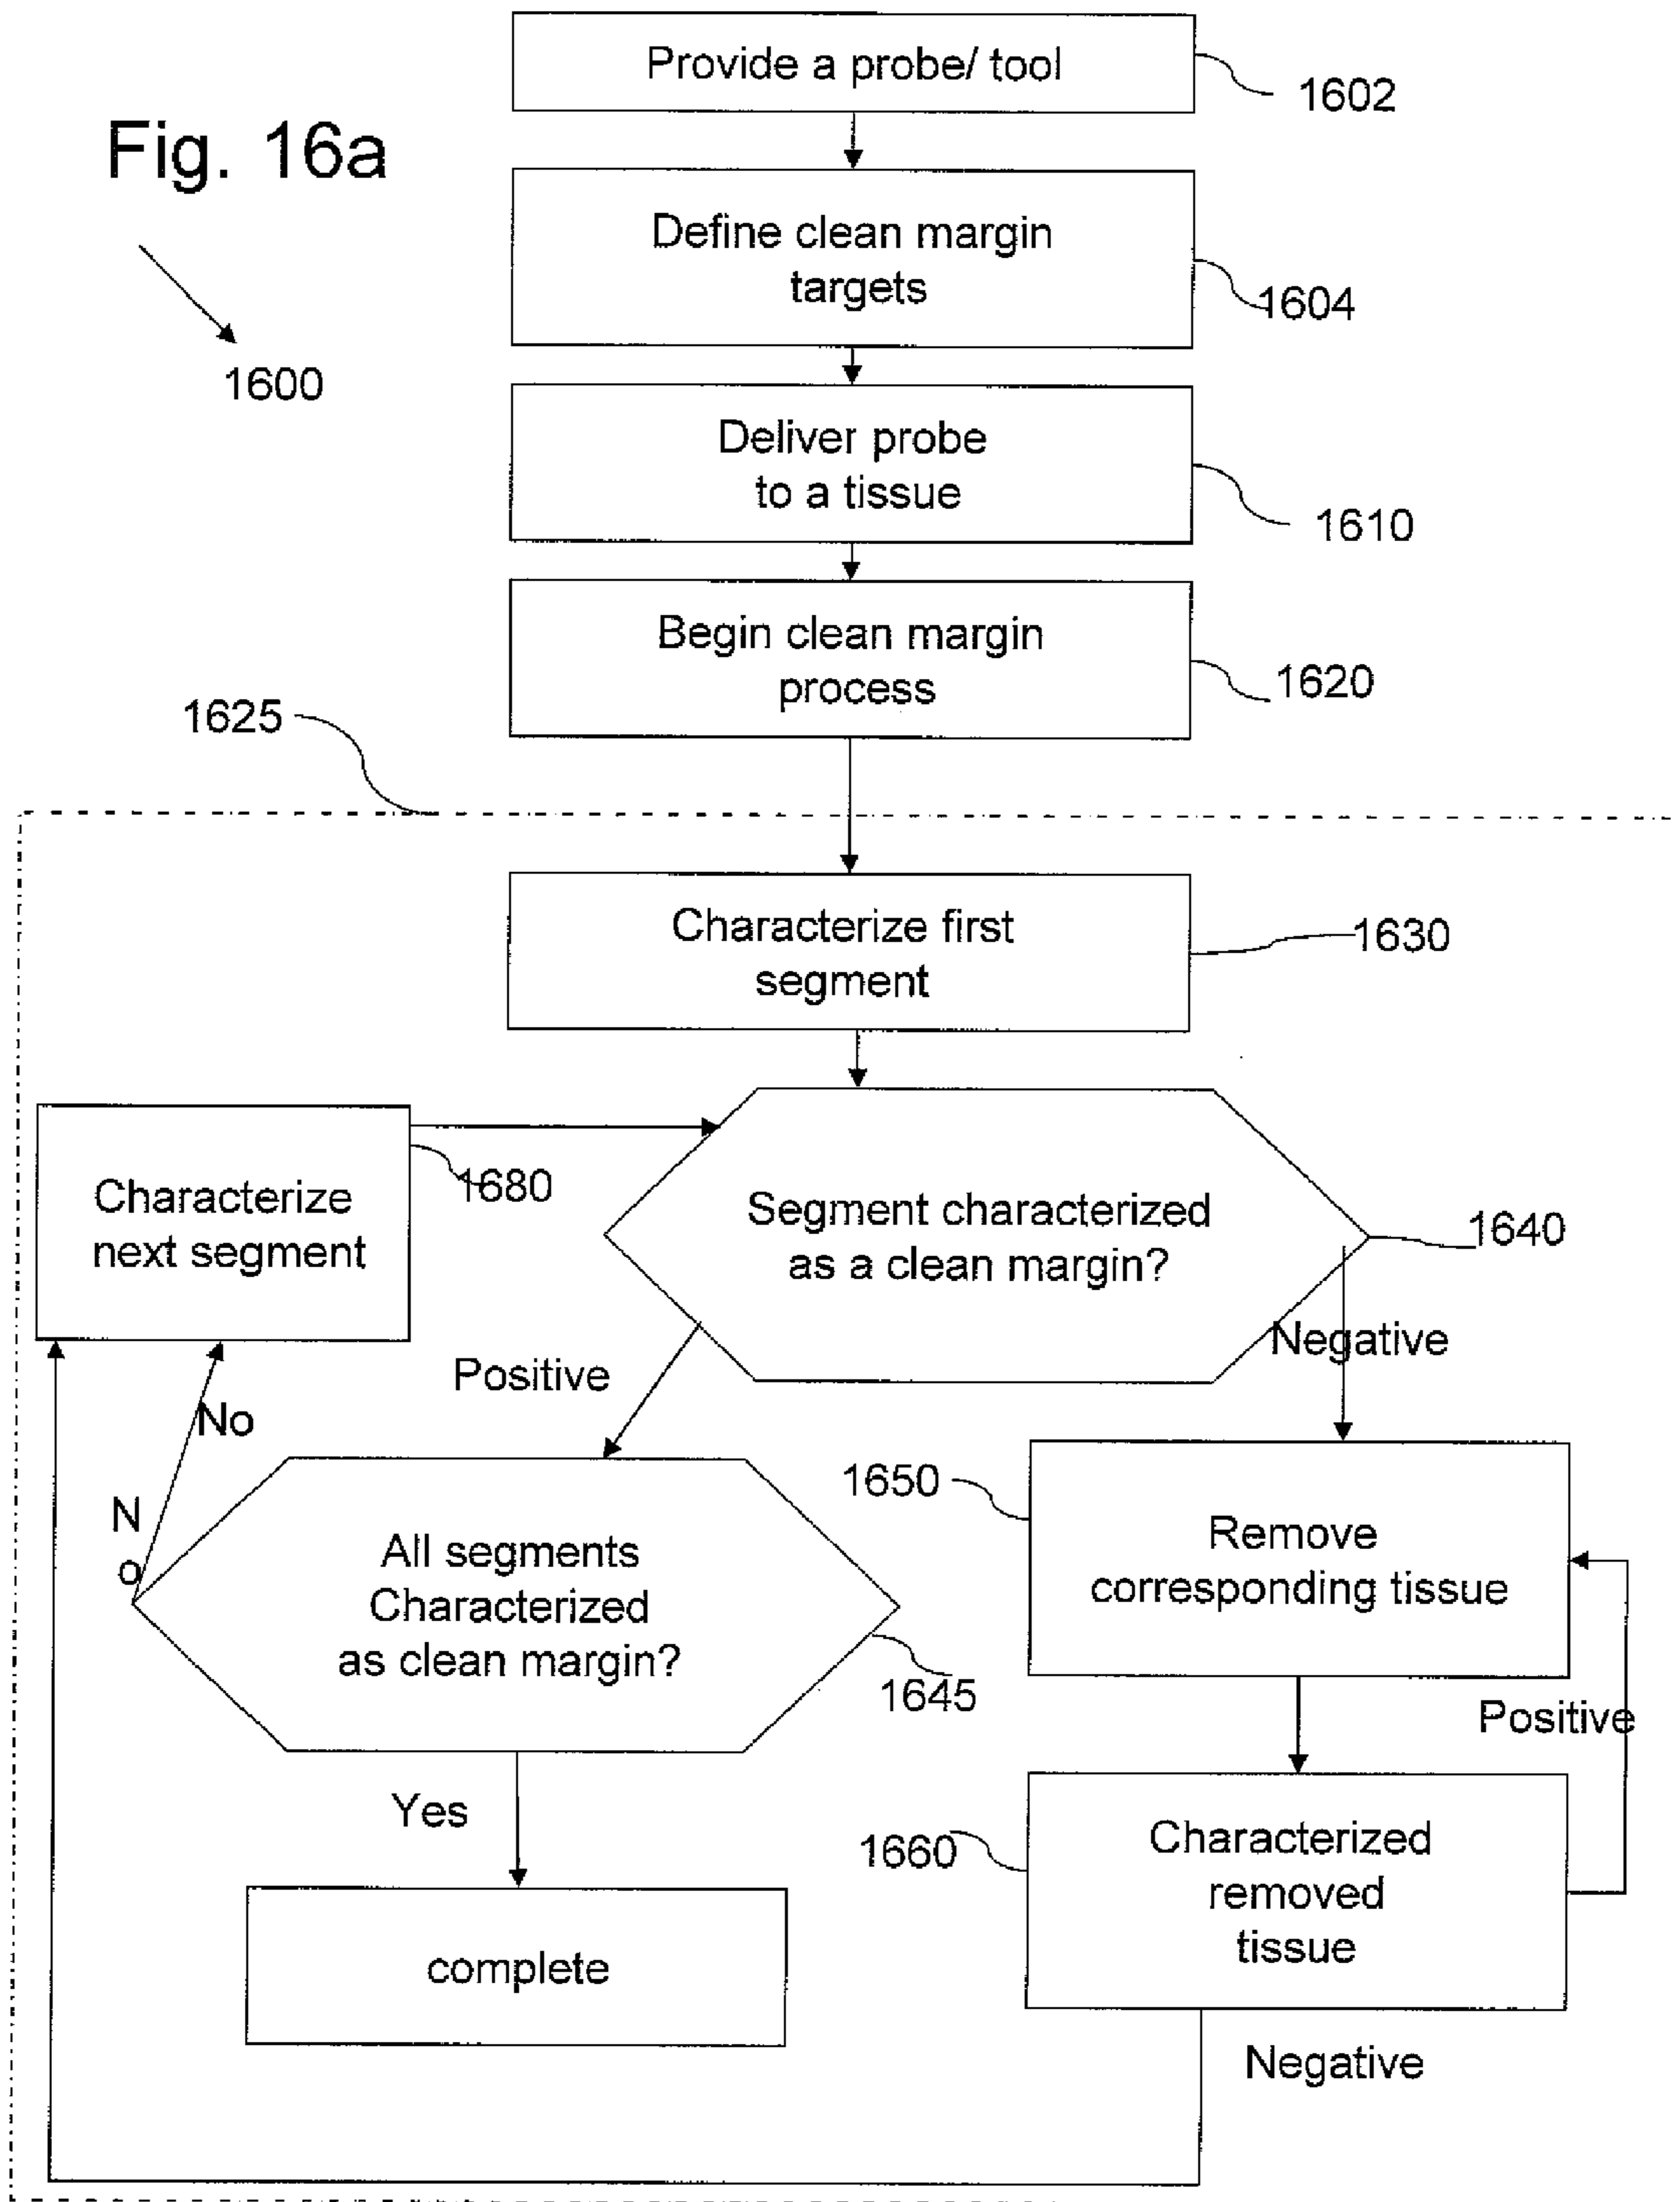 Provide a probe/ tool
1602
Fig. 16a
Define clean margin
targets
1604
1600
Deliver probe
to a tissue
1610
Begin clean margin
process
1620
1625
Characterize first
segment
1630
Characterize
next segment
1680
Segment characterized
as a clean margin?
1640
Negative
Positive
No
N
o
1650
Remove
corresponding tissue
All segments
Characterized
as clean margin?
1645
Positive
Yes
1660
Characterized
removed
tissue
complete
Negative